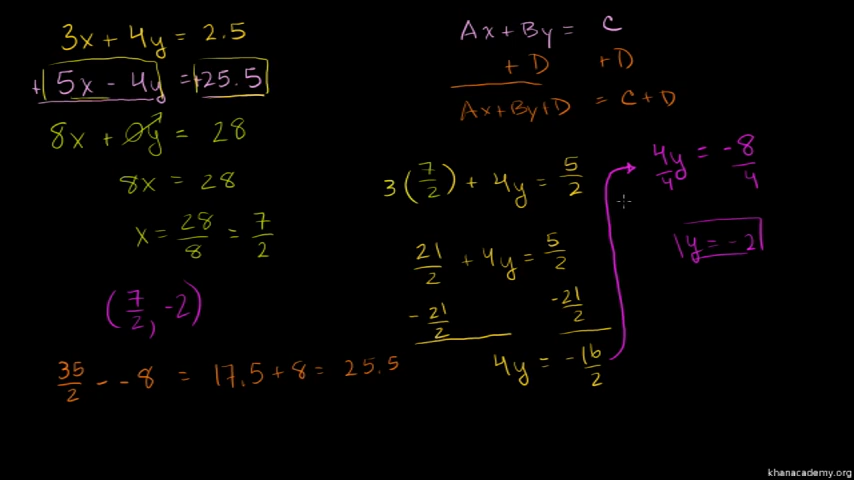 3x + 4y = 2.5
+ 5x - 4y = +25.5
8x + 0y = 28
8x = 28
x = 28/8 = 7/2
(7/2, -2)
35/2 - - 8 = 17.5 + 8 = 25.5
Ax + By = C
+ D +D
Ax + By + D = C + D
3(7/2) + 4y = 5/2
21/2 + 4y = 5/2
-21/2 -21/2
4y = -16/2
4y/4 = -8/4
y = -2
khanacademy.org